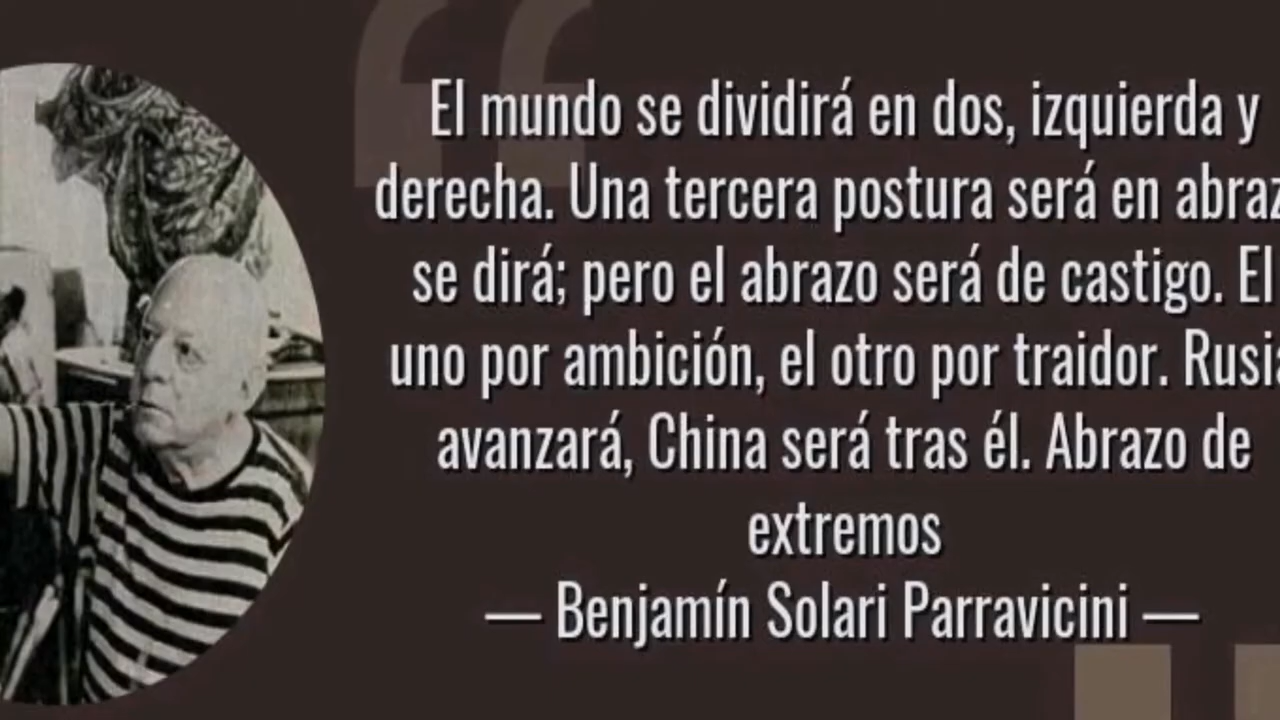 El mundo se dividirá en dos, izquierda y
derecha. Una tercera postura será en abraz
se dirá; pero el abrazo será de castigo. El
uno por ambición, el otro por traidor. Rusia
avanzará, China será tras él. Abrazo de
extremos
— Benjamín Solari Parravicini —